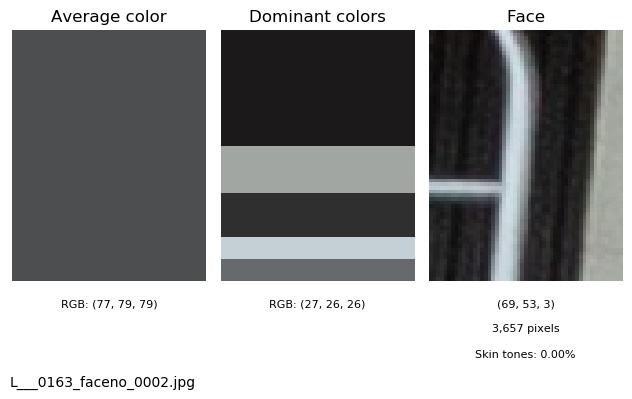 Average color
Dominant colors
Face
RGB: (77, 79, 79)
RGB: (27, 26, 26)
(69, 53, 3)
3,657 pixels
Skin tones: 0.00%
L___0163_faceno_0002.jpg